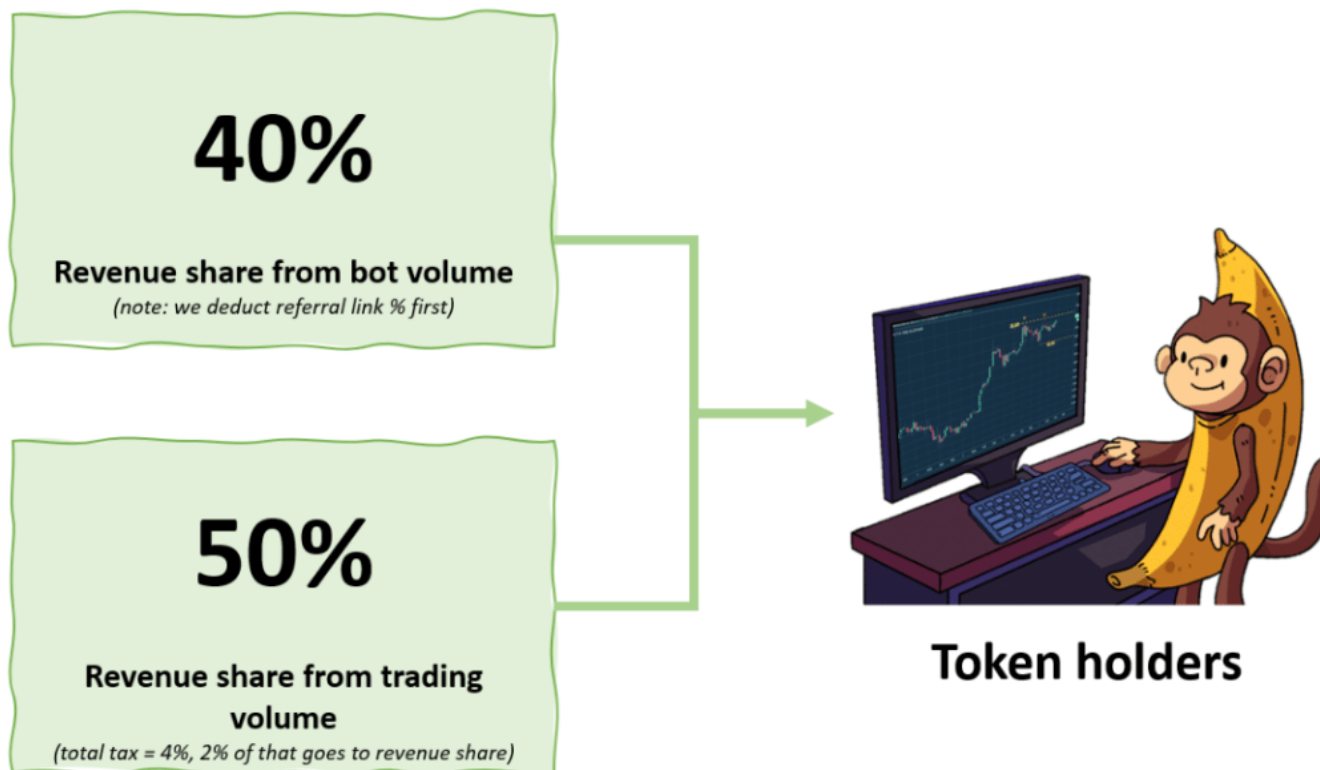 40%
Revenue share from bot volume
(note: we deduct referral link % first)
50%
Revenue share from trading
volume
(total tax = 4%, 2% of that goes to revenue share)
Token holders